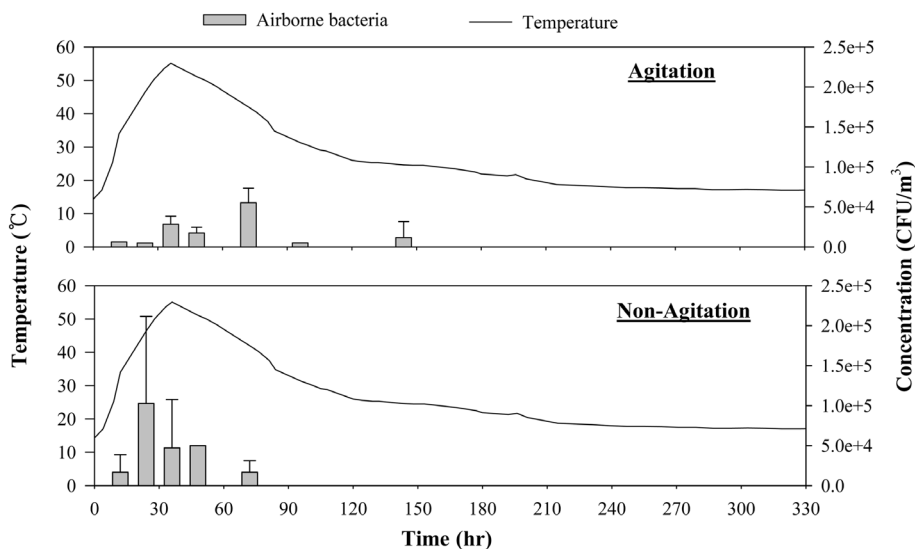 Airborne bacteria Temperature
Agitation
60 2.5e+5
50 2.0e+5
40 1.5e+5
30
20 1.0e+5
10 5.0e+4
0 0.0
Non-Agitation
60 2.5e+5
50 2.0e+5
40 1.5e+5
30
20 1.0e+5
10 5.0e+4
0 0.0
0 30 60 90 120 150 180 210 240 270 300 330
Time (hr)
Temperature (℃)
Concentration (CFU/m³)